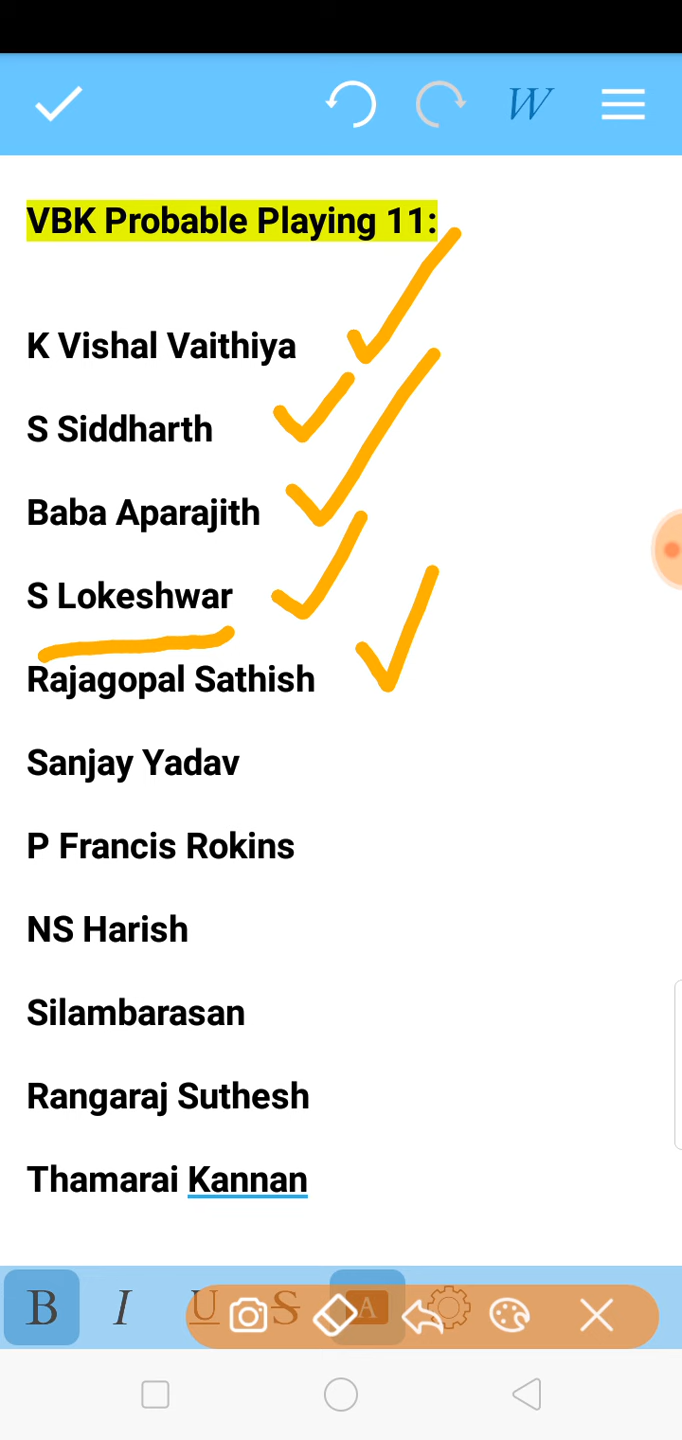 W
VBK Probable Playing 11:
K Vishal Vaithiya
S Siddharth
Baba Aparajith
S Lokeshwar
Rajagopal Sathish
Sanjay Yadav
P Francis Rokins
NS Harish
Silambarasan
Rangaraj Suthesh
Thamarai Kannan
B I U S A